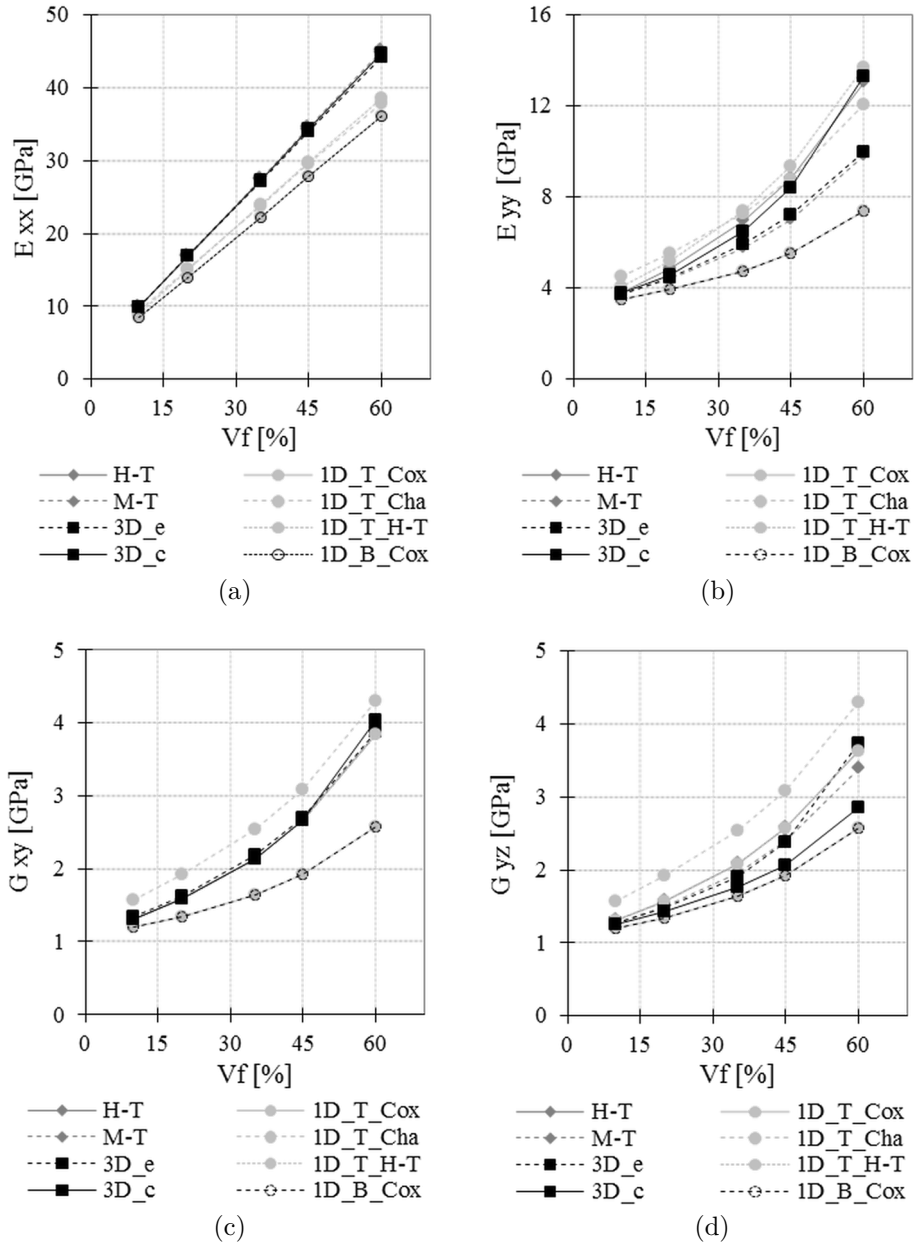 50
40
30
20
10
0
E xx [GPa]
0 15 30 45 60
Vf [%]
H-T 1D_T_Cox
M-T 1D_T_Cha
3D_e 1D_T_H-T
3D_c 1D_B_Cox
(a)
16
12
8
4
0
E yy [GPa]
0 15 30 45 60
Vf [%]
H-T 1D_T_Cox
M-T 1D_T_Cha
3D_e 1D_T_H-T
3D_c 1D_B_Cox
(b)
5
4
3
2
1
0
G xy [GPa]
0 15 30 45 60
Vf [%]
H-T 1D_T_Cox
M-T 1D_T_Cha
3D_e 1D_T_H-T
3D_c 1D_B_Cox
(c)
5
4
3
2
1
0
G yz [GPa]
0 15 30 45 60
Vf [%]
H-T 1D_T_Cox
M-T 1D_T_Cha
3D_e 1D_T_H-T
3D_c 1D_B_Cox
(d)